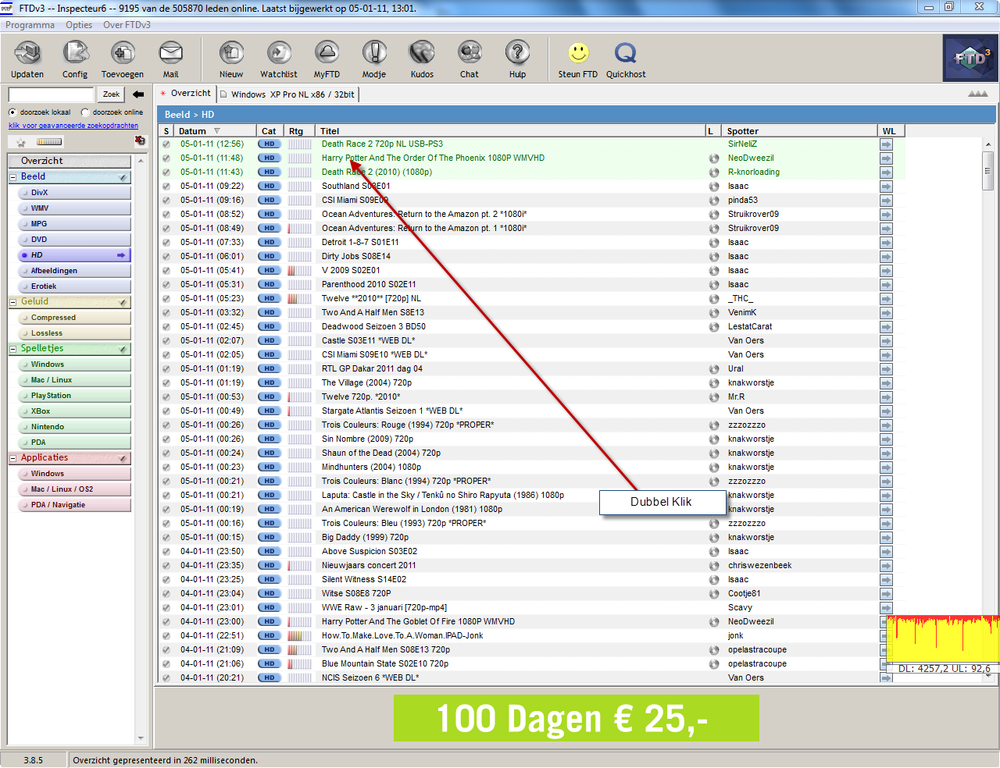 FTDv3 -- Inspecteur6 -- 9195 van de 505870 leden online. Laatst bijgewerkt op 05-01-11, 13:01.
Programma Opties Over FTDv3
Updaten Config Toevoegen Mail Nieuw Watchlist MyFTD Modje Kudos Chat Hulp Steun FTD Quickhost
FTD 3
Zoek
doorzoek lokaal doorzoek online
klik voor geavanceerde zoekopdrachten
Overzicht
Beeld
DivX
WMV
MPG
DVD
HD
Afbeeldingen
Erotiek
Geluid
Compressed
Lossless
Spelletjes
Windows
Mac / Linux
PlayStation
XBox
Nintendo
PDA
Applicaties
Windows
Mac / Linux / OS2
PDA / Navigatie
Overzicht Windows XP Pro NL x86 / 32bit
Beeld > HD
S Datum Cat Rtg Titel L Spotter WL
05-01-11 (12:56) HD Death Race 2 720p NL USB-PS3 SirNeliZ
05-01-11 (11:48) HD Harry Potter And The Order Of The Phoenix 1080P WMVHD NeoDweezil
05-01-11 (11:43) HD Death Race 2 (2010) (1080p) R-knorloading
05-01-11 (09:22) HD Southland S03E01 Isaac
05-01-11 (09:16) HD CSI Miami S09E09 pinda53
05-01-11 (08:52) HD Ocean Adventures: Return to the Amazon pt. 2 *1080i* Struikrover09
05-01-11 (08:49) HD Ocean Adventures: Return to the Amazon pt. 1 *1080i* Struikrover09
05-01-11 (07:33) HD Detroit 1-8-7 S01E11 Isaac
05-01-11 (06:01) HD Dirty Jobs S08E14 Isaac
05-01-11 (05:41) HD V 2009 S02E01 Isaac
05-01-11 (05:31) HD Parenthood 2010 S02E11 Isaac
05-01-11 (05:23) HD Twelve **2010** [720p] NL _THC_
05-01-11 (03:32) HD Two And A Half Men S8E13 VenimK
05-01-11 (02:45) HD Deadwood Seizoen 3 BD50 LestatCarat
05-01-11 (02:07) HD Castle S03E11 *WEB DL* Van Oers
05-01-11 (02:05) HD CSI Miami S09E10 *WEB DL* Van Oers
05-01-11 (01:19) HD RTL GP Dakar 2011 dag 04 Ural
05-01-11 (01:19) HD The Village (2004) 720p knakworstje
05-01-11 (00:53) HD Twelve 720p. *2010* Mr.R
05-01-11 (00:49) HD Stargate Atlantis Seizoen 1 *WEB DL* Van Oers
05-01-11 (00:26) HD Trois Couleurs: Rouge (1994) 720p *PROPER* zzzozzzo
05-01-11 (00:26) HD Sin Nombre (2009) 720p knakworstje
05-01-11 (00:24) HD Shaun of the Dead (2004) 720p knakworstje
05-01-11 (00:23) HD Mindhunters (2004) 1080p knakworstje
05-01-11 (00:21) HD Trois Couleurs: Blanc (1994) 720p *PROPER* zzzozzzo
05-01-11 (00:21) HD Laputa: Castle in the Sky / Tenkû no Shiro Rapyuta (1986) 1080p knakworstje
05-01-11 (00:19) HD An American Werewolf in London (1981) 1080p knakworstje
05-01-11 (00:16) HD Trois Couleurs: Bleu (1993) 720p *PROPER* zzzozzzo
05-01-11 (00:15) HD Big Daddy (1999) 720p knakworstje
04-01-11 (23:50) HD Above Suspicion S03E02 Isaac
04-01-11 (23:35) HD Nieuwjaars concert 2011 chriswezenbeek
04-01-11 (23:25) HD Silent Witness S14E02 Isaac
04-01-11 (23:04) HD Witse S08E8 720P Cootje81
04-01-11 (23:01) HD WWE Raw - 3 januari [720p-mp4] Scavy
04-01-11 (23:00) HD Harry Potter And The Goblet Of Fire 1080P WMVHD NeoDweezil
04-01-11 (22:51) HD How.To.Make.Love.To.A.Woman.IPAD-Jonk jonk
04-01-11 (21:09) HD Two And A Half Men S08E13 720p opelastracoupe
04-01-11 (21:06) HD Blue Mountain State S02E10 720p opelastracoupe
04-01-11 (20:21) HD NCIS Seizoen 6 *WEB DL* Van Oers
Dubbel Klik
DL: 4257,2 UL: 92,6
100 Dagen € 25,-
3.8.5 Overzicht gepresenteerd in 262 milliseconden.